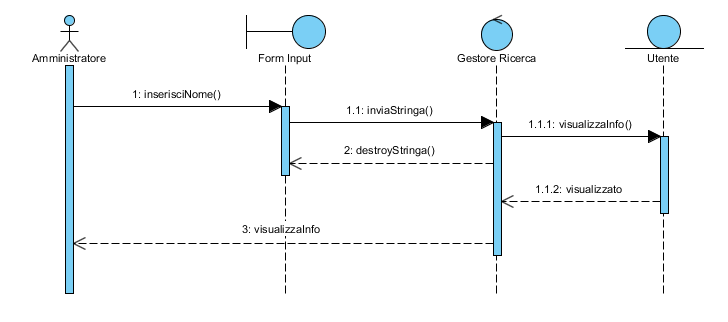 Amministratore
Form Input
Gestore Ricerca
Utente
1: inserisciNome()
1.1: inviaStringa()
1.1.1: visualizzaInfo()
2: destroyStringa()
1.1.2: visualizzato
3: visualizzaInfo